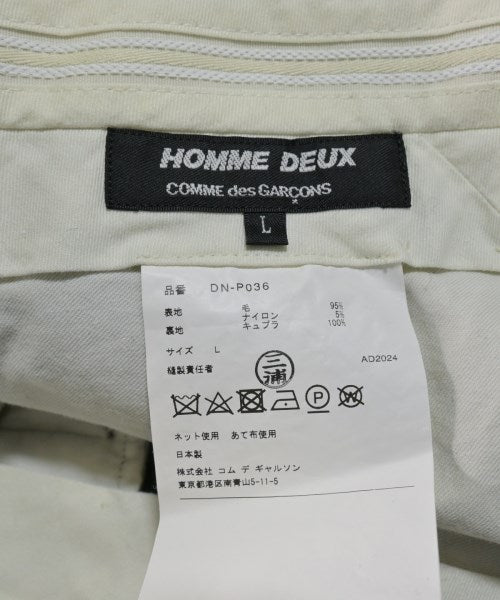 HOMME DEUX
COMME des GARÇONS
L
品番 DN-P036
表地 毛 95%
ナイロン 5%
裏地 キュプラ 100%
サイズ L
縫製責任者 三浦 AD2024
P W
ネット使用 あて布使用
日本製
株式会社 コム デ ギャルソン
東京都港区南青山5-11-5